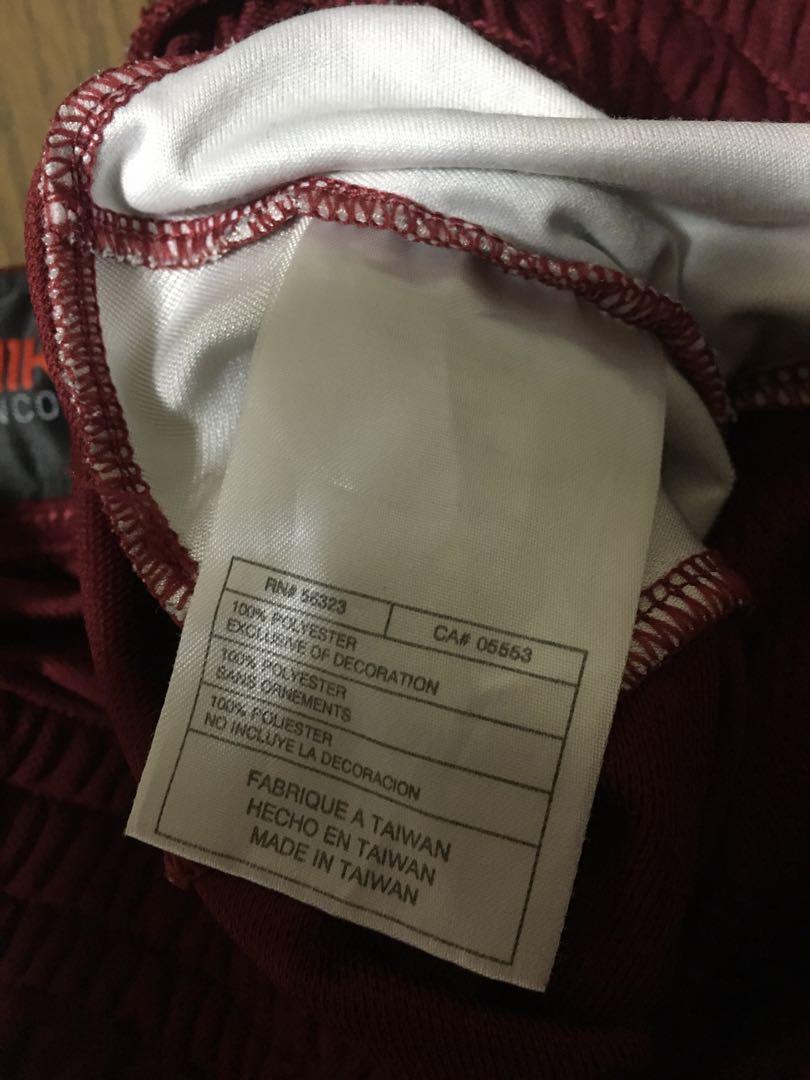 RN# 56323
CA# 05553
100% POLYESTER
EXCLUSIVE OF DECORATION
100% POLYESTER
SANS ORNEMENTS
100% POLIESTER
NO INCLUYE LA DECORACION
FABRIQUE A TAIWAN
HECHO EN TAIWAN
MADE IN TAIWAN